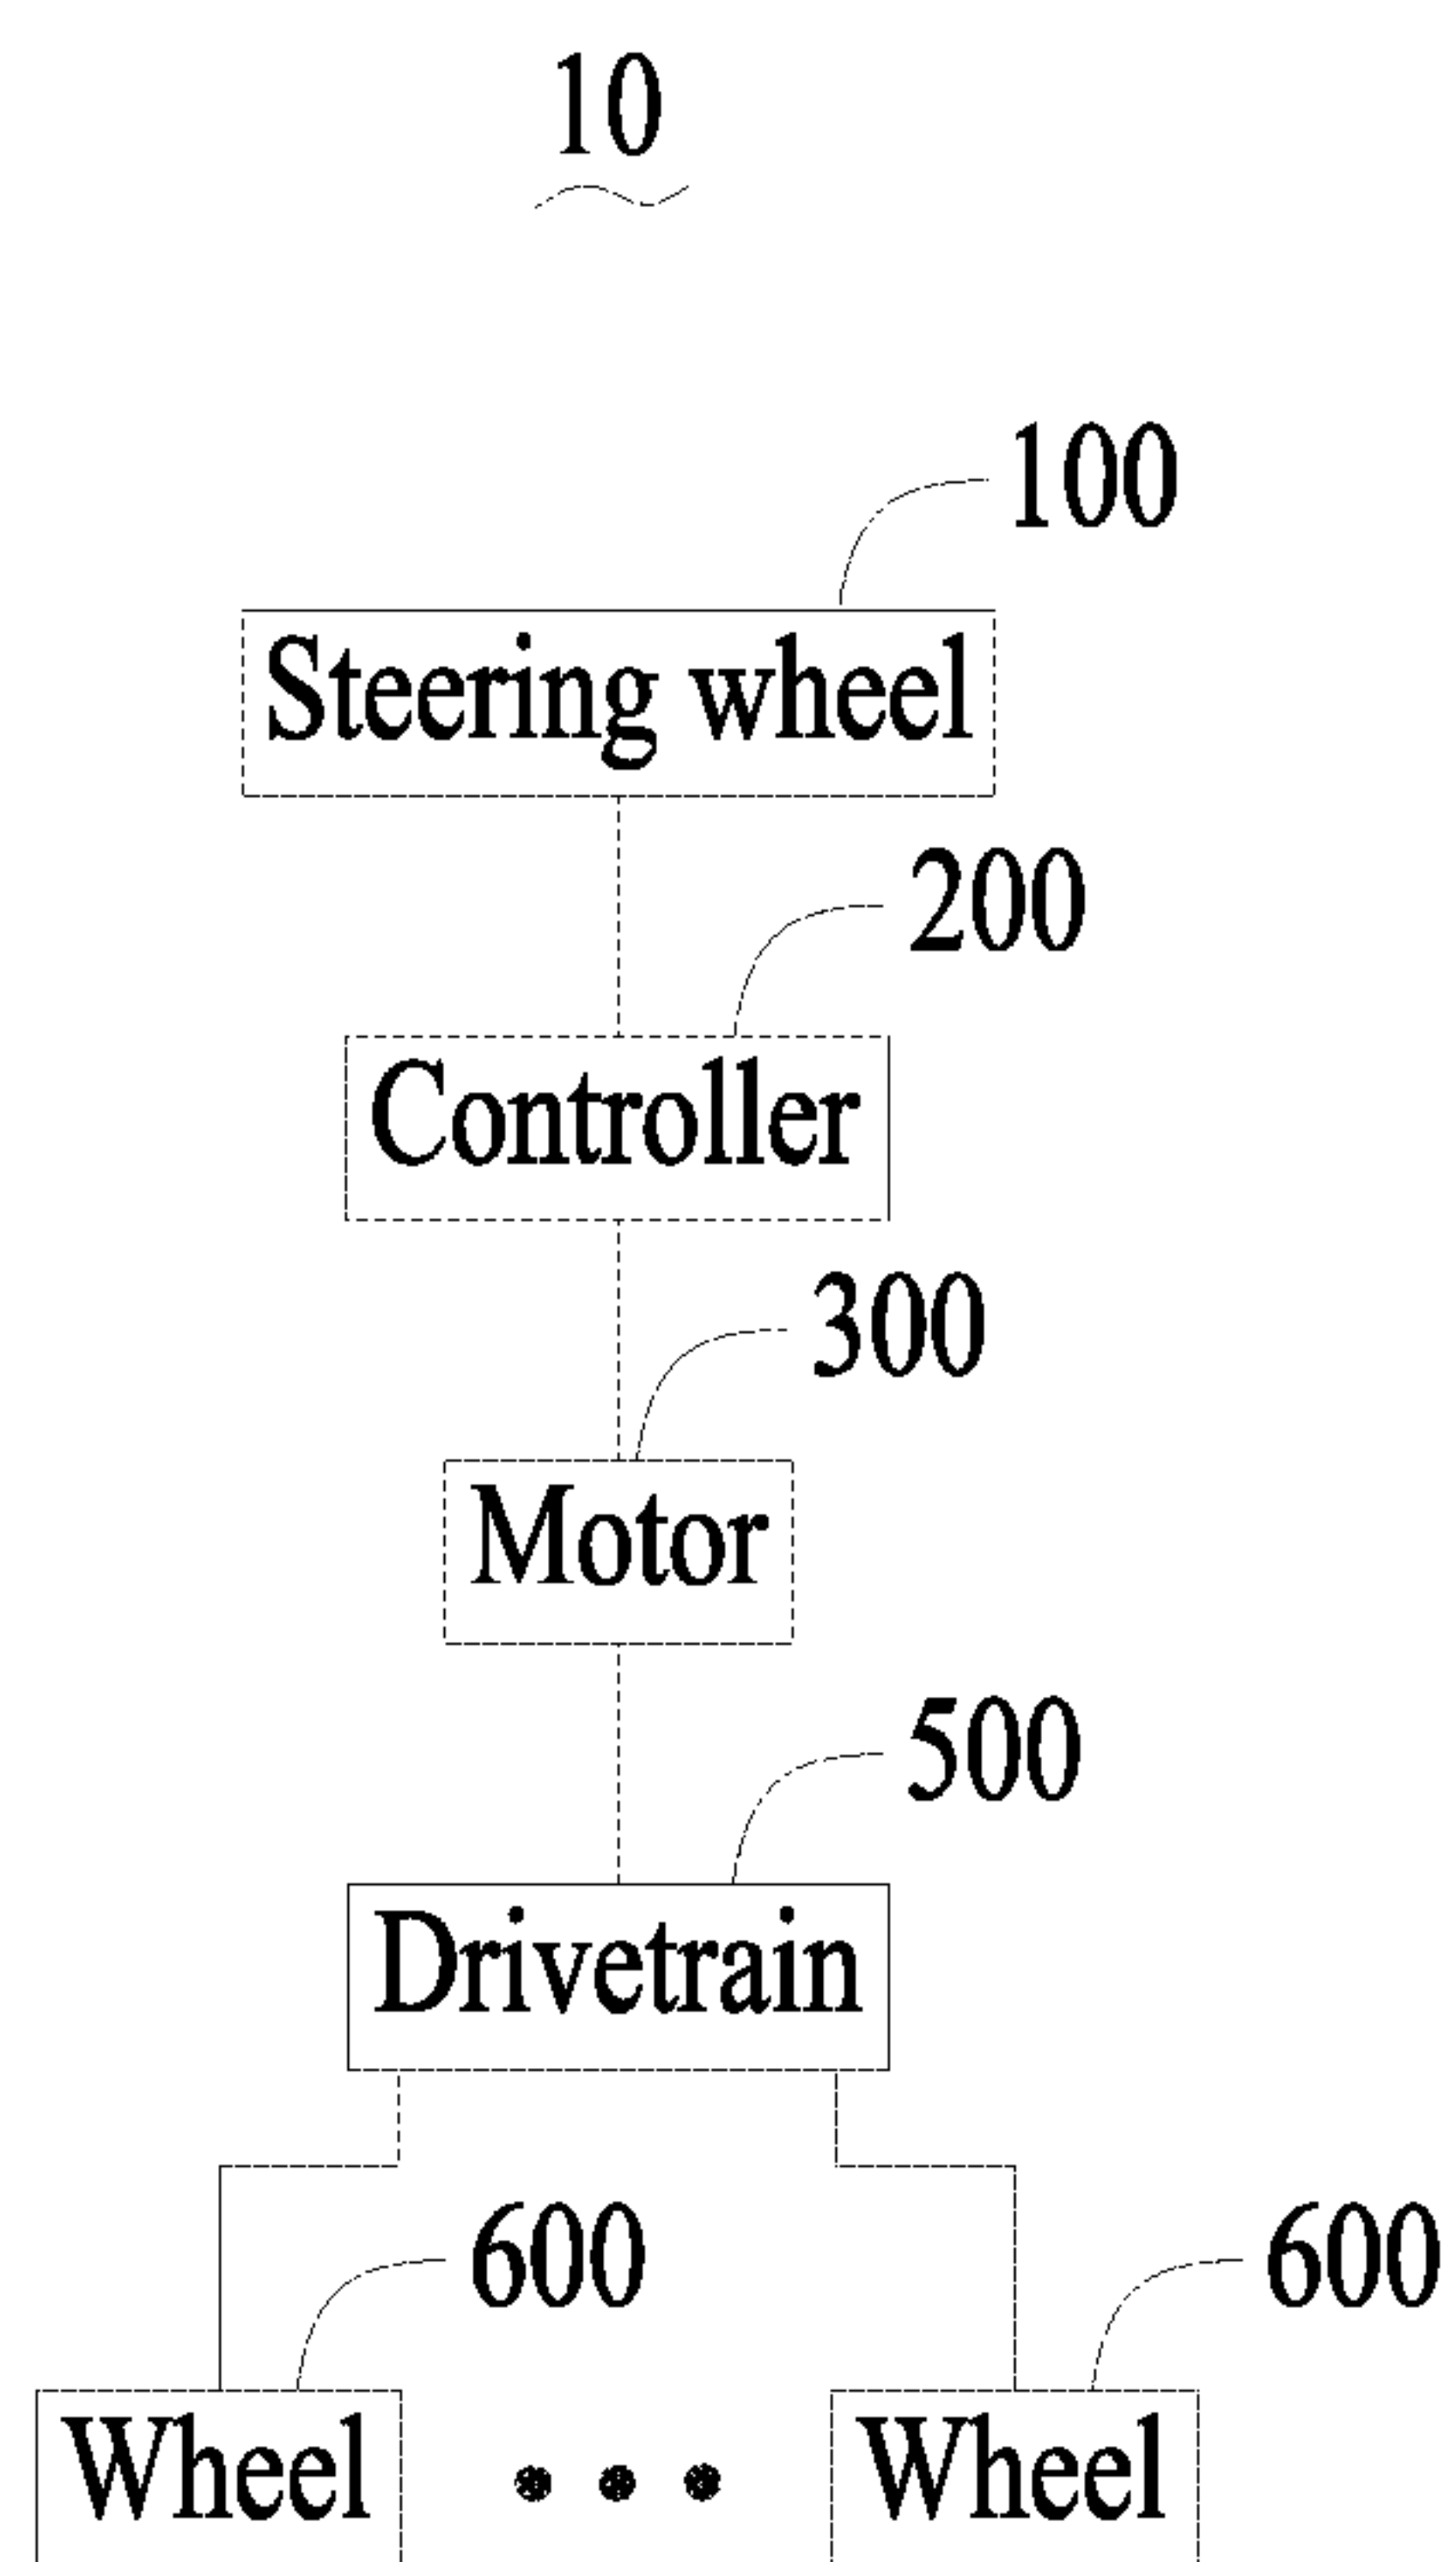 10
100
Steering wheel
200
Controller
300
Motor
500
Drivetrain
600 600
Wheel Wheel